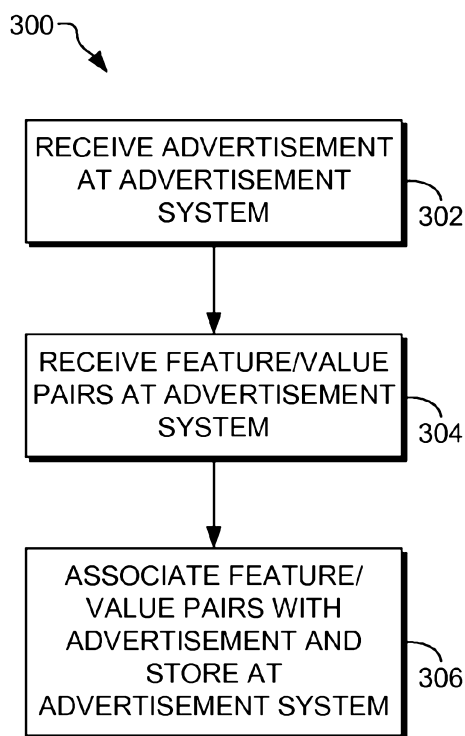 300
RECEIVE ADVERTISEMENT
AT ADVERTISEMENT
SYSTEM
302
RECEIVE FEATURE/VALUE
PAIRS AT ADVERTISEMENT
SYSTEM
304
ASSOCIATE FEATURE/
VALUE PAIRS WITH
ADVERTISEMENT AND
STORE AT
ADVERTISEMENT SYSTEM
306